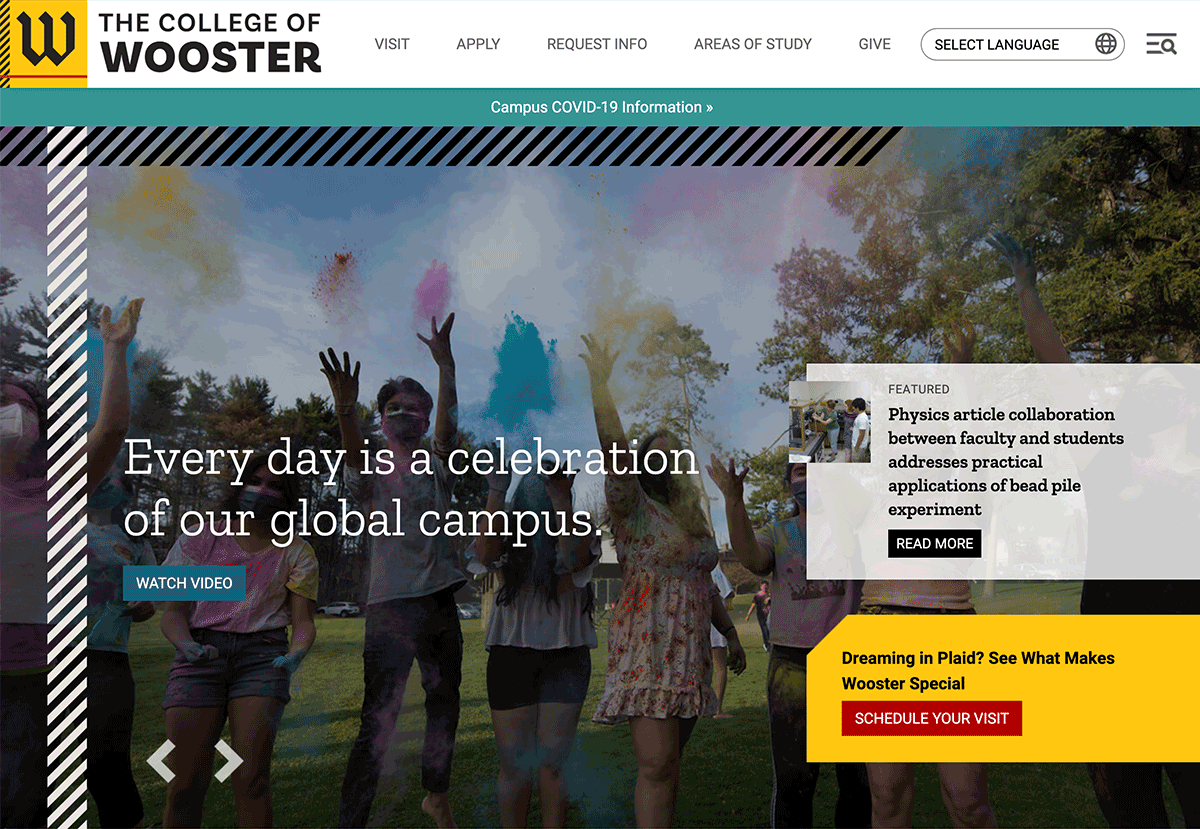 W
THE COLLEGE OF
WOOSTER
VISIT
APPLY
REQUEST INFO
AREAS OF STUDY
GIVE
SELECT LANGUAGE
Campus COVID-19 Information »
Every day is a celebration
of our global campus.
WATCH VIDEO
FEATURED
Physics article collaboration
between faculty and students
addresses practical
applications of bead pile
experiment
READ MORE
Dreaming in Plaid? See What Makes
Wooster Special
SCHEDULE YOUR VISIT